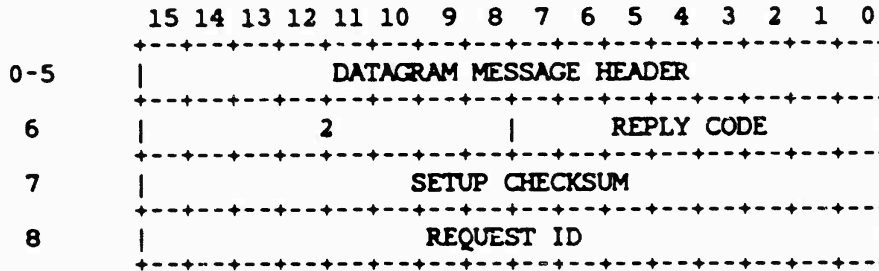 15 14 13 12 11 10 9 8 7 6 5 4 3 2 1 0
0-5 | DATAGRAM MESSAGE HEADER
6 | 2 | REPLY CODE
7 | SETUP CHECKSUM
8 | REQUEST ID